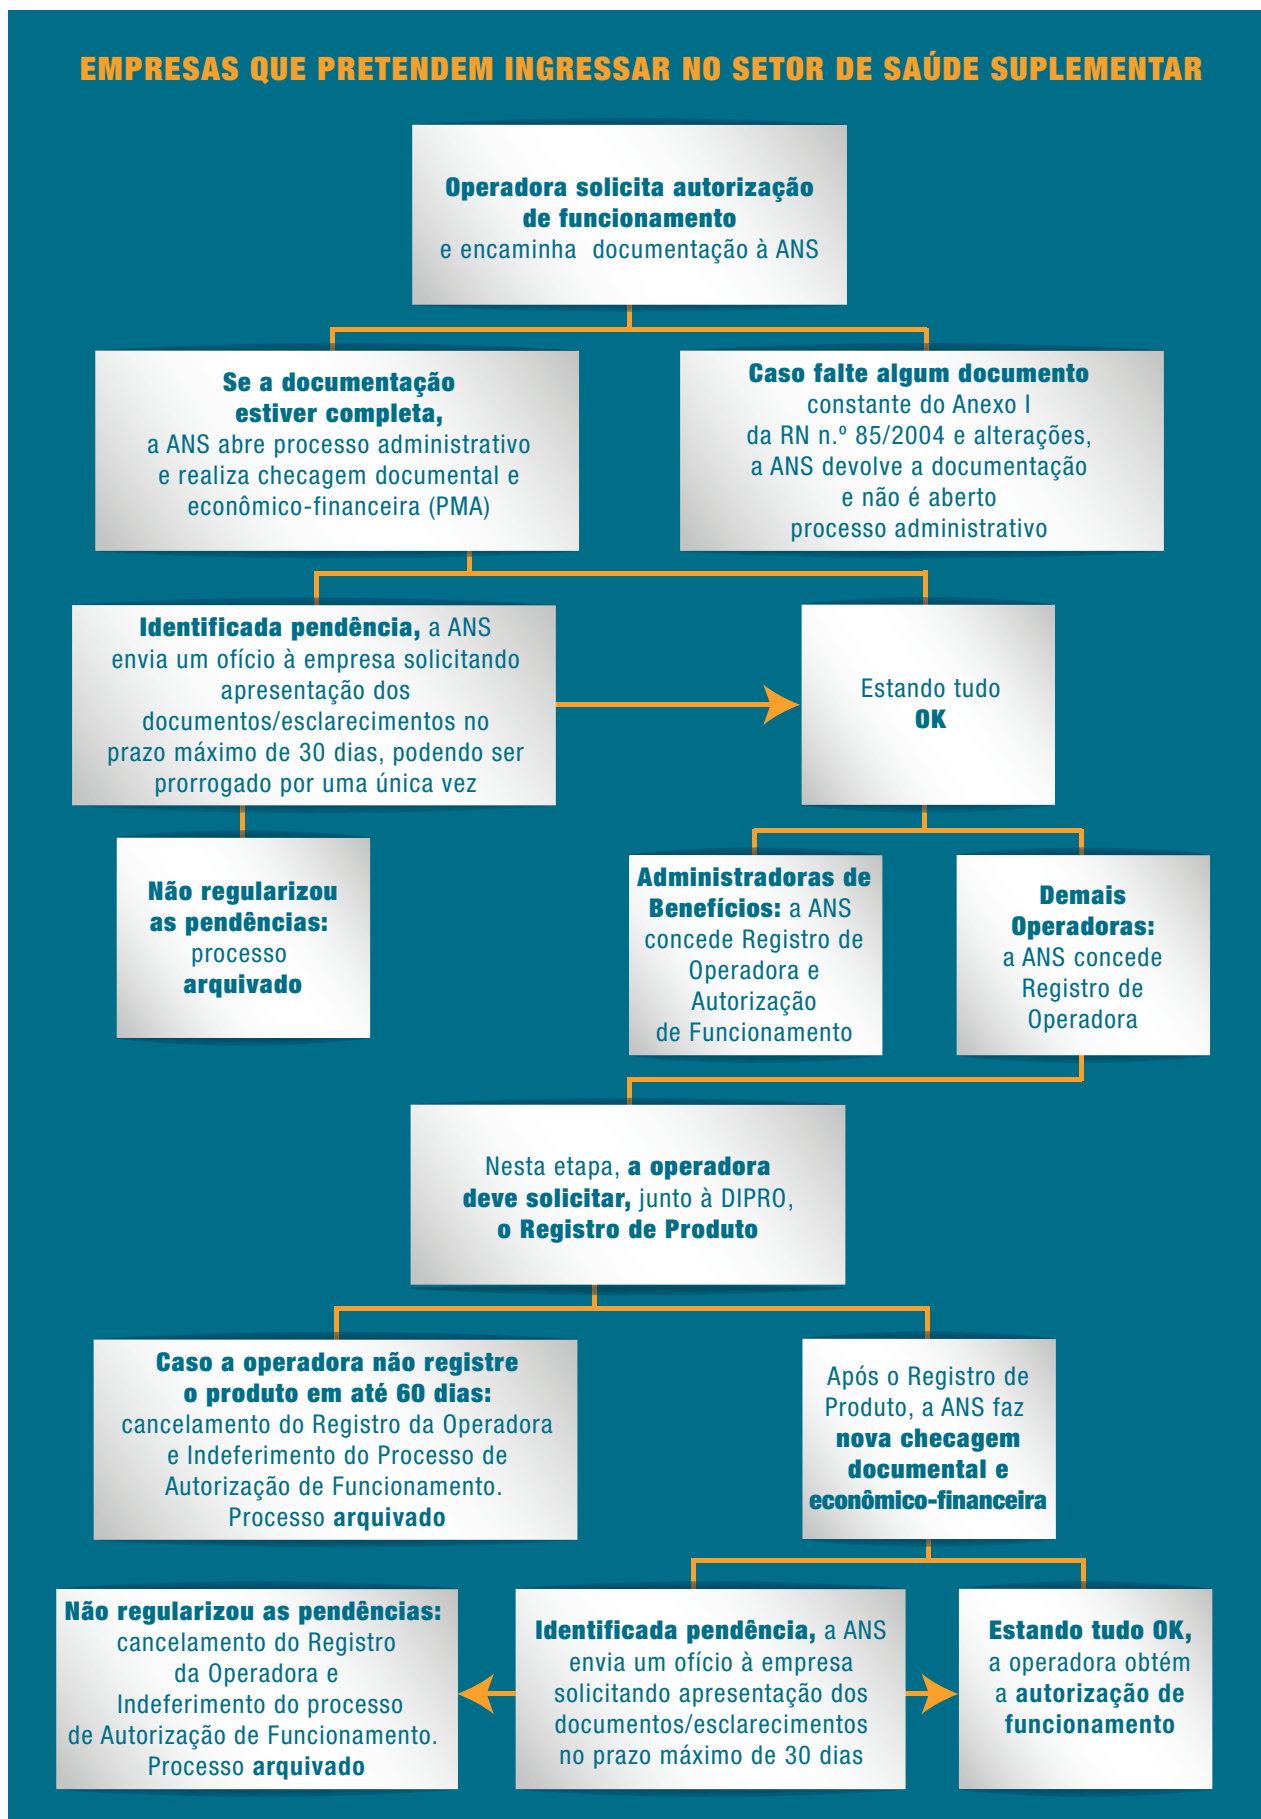 EMPRESAS QUE PRETENDEM INGRESSAR NO SETOR DE SAÚDE SUPLEMENTAR
Operadora solicita autorização
de funcionamento
e encaminha documentação à ANS
Se a documentação
estiver completa,
a ANS abre processo administrativo
e realiza checagem documental e
econômico-financeira (PMA)
Caso falte algum documento
constante do Anexo I
da RN n.º 85/2004 e alterações,
a ANS devolve a documentação
e não é aberto
processo administrativo
Identificada pendência, a ANS
envia um ofício à empresa solicitando
apresentação dos
documentos/esclarecimentos no
prazo máximo de 30 dias, podendo ser
prorrogado por uma única vez
Estando tudo
OK
Não regularizou
as pendências:
processo
arquivado
Administradoras de
Benefícios: a ANS
concede Registro de
Operadora e
Autorização
de Funcionamento
Demais
Operadoras:
a ANS concede
Registro de
Operadora
Nesta etapa, a operadora
deve solicitar, junto à DIPRO,
o Registro de Produto
Caso a operadora não registre
o produto em até 60 dias:
cancelamento do Registro da Operadora
e Indeferimento do Processo de
Autorização de Funcionamento.
Processo arquivado
Após o Registro de
Produto, a ANS faz
nova checagem
documental e
econômico-financeira
Não regularizou as pendências:
cancelamento do Registro
da Operadora e
Indeferimento do processo
de Autorização de Funcionamento.
Processo arquivado
Identificada pendência, a ANS
envia um ofício à empresa
solicitando apresentação dos
documentos/esclarecimentos
no prazo máximo de 30 dias
Estando tudo OK,
a operadora obtém
a autorização de
funcionamento